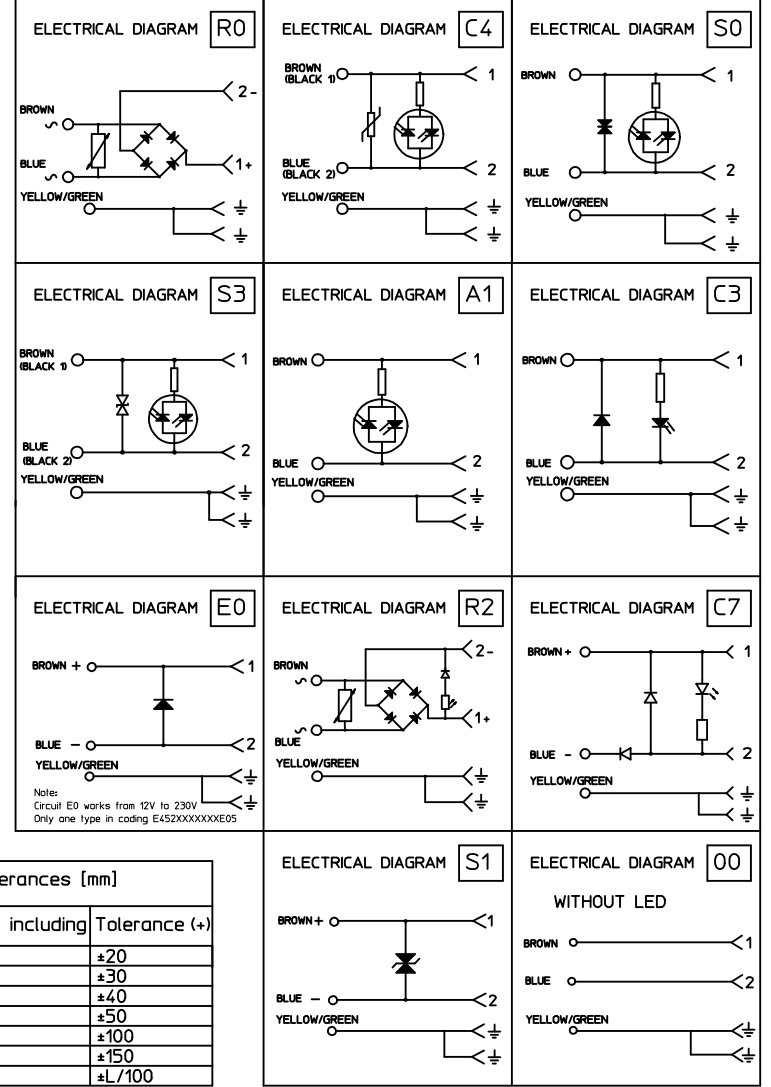 ELECTRICAL DIAGRAM R0
2-
BROWN
∿
BLUE
∿
1+
YELLOW/GREEN
ELECTRICAL DIAGRAM C4
BROWN
(BLACK 1)
1
BLUE
(BLACK 2)
2
YELLOW/GREEN
ELECTRICAL DIAGRAM S0
BROWN
1
BLUE
2
YELLOW/GREEN
ELECTRICAL DIAGRAM S3
BROWN
(BLACK 1)
1
BLUE
(BLACK 2)
2
YELLOW/GREEN
ELECTRICAL DIAGRAM A1
BROWN
1
BLUE
2
YELLOW/GREEN
ELECTRICAL DIAGRAM C3
BROWN
1
BLUE
2
YELLOW/GREEN
ELECTRICAL DIAGRAM E0
BROWN +
1
BLUE -
2
YELLOW/GREEN
Note:
Circuit E0 works from 12V to 230V
Only one type in coding E452XXXXXXXE05
ELECTRICAL DIAGRAM R2
2-
BROWN
∿
1+
∿
BLUE
YELLOW/GREEN
ELECTRICAL DIAGRAM C7
BROWN +
1
BLUE -
2
YELLOW/GREEN
erances [mm]
including Tolerance (+)
±20
±30
±40
±50
±100
±150
±L/100
ELECTRICAL DIAGRAM S1
BROWN +
1
BLUE -
2
YELLOW/GREEN
ELECTRICAL DIAGRAM 00
WITHOUT LED
BROWN
1
BLUE
2
YELLOW/GREEN